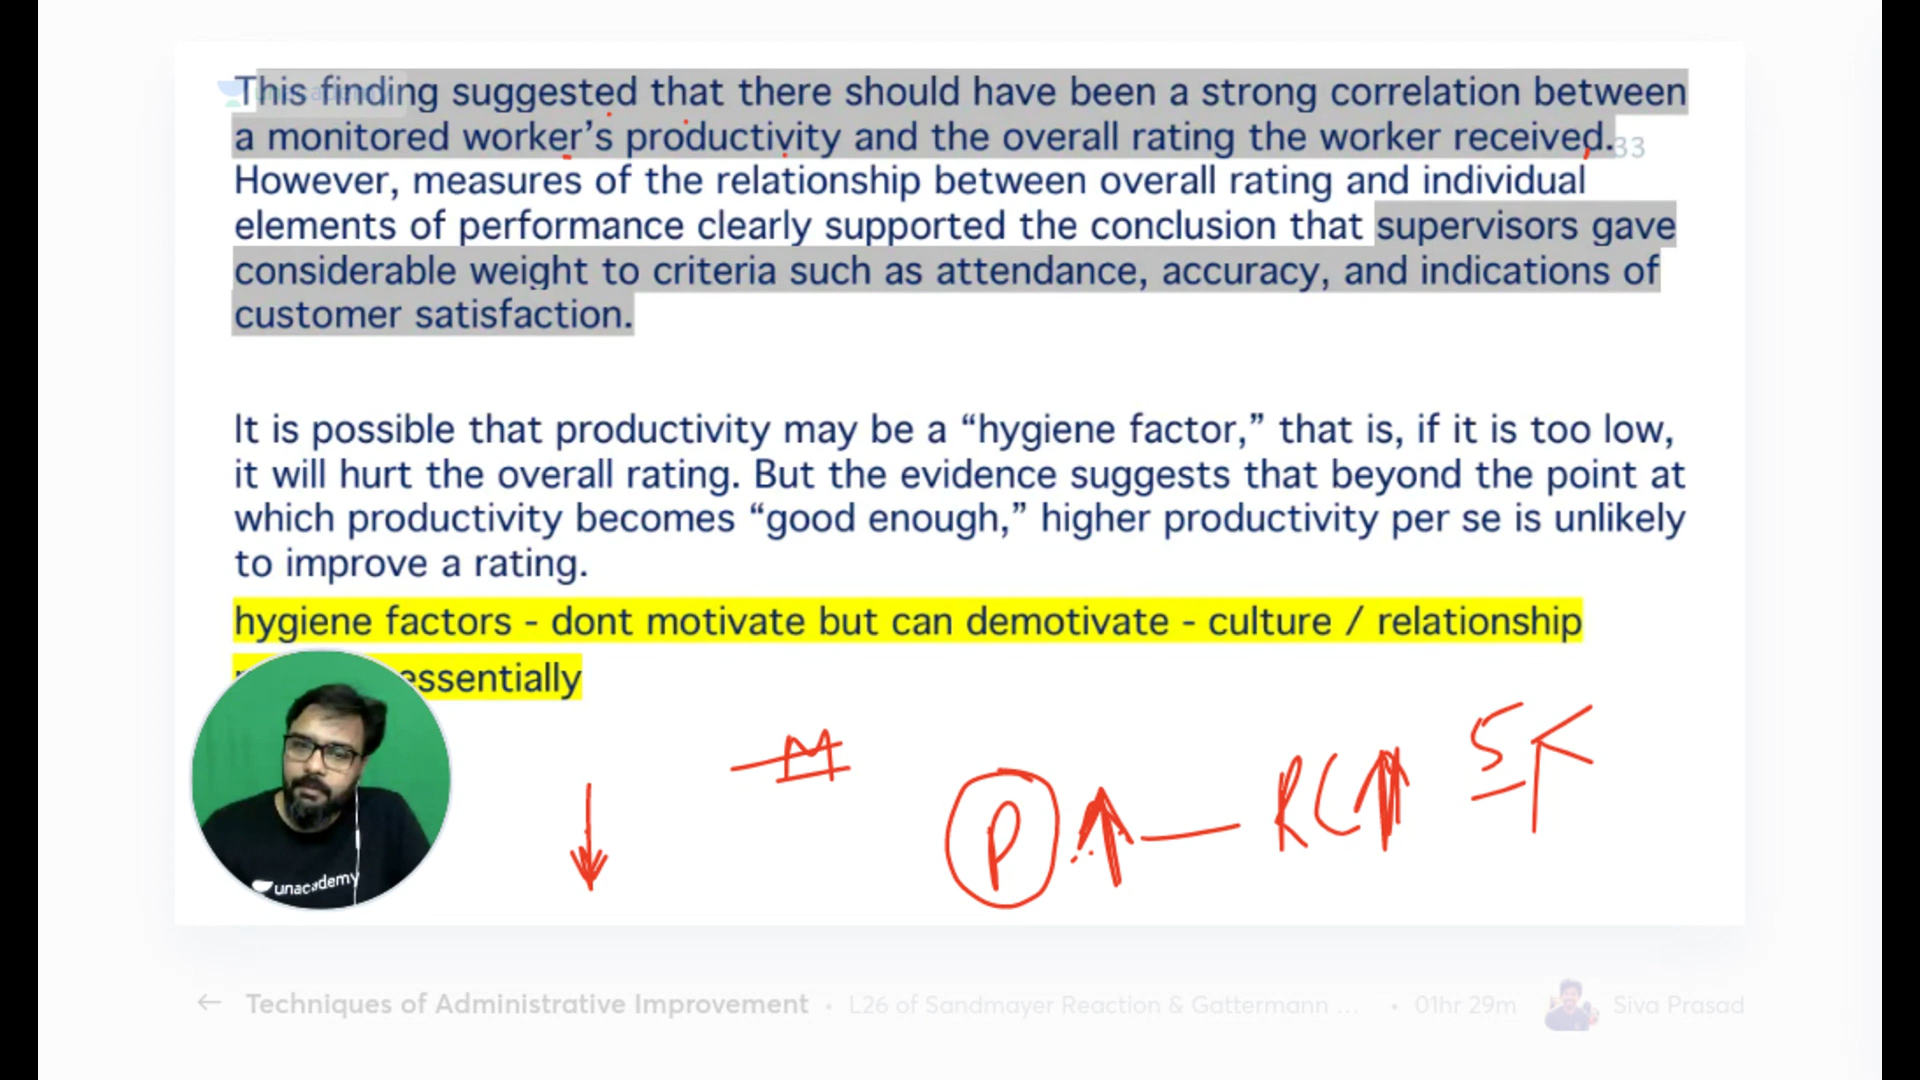 This finding suggested that there should have been a strong correlation between
a monitored worker’s productivity and the overall rating the worker received.
33
However, measures of the relationship between overall rating and individual
elements of performance clearly supported the conclusion that supervisors gave
considerable weight to criteria such as attendance, accuracy, and indications of
customer satisfaction.
It is possible that productivity may be a “hygiene factor,” that is, if it is too low,
it will hurt the overall rating. But the evidence suggests that beyond the point at
which productivity becomes “good enough,” higher productivity per se is unlikely
to improve a rating.
hygiene factors - dont motivate but can demotivate - culture / relationship
essentially
M
P RC
unacademy
← Techniques of Administrative Improvement • L26 of Sandmayer Reaction & Gattermann ... • 01hr 29m Siva Prasad